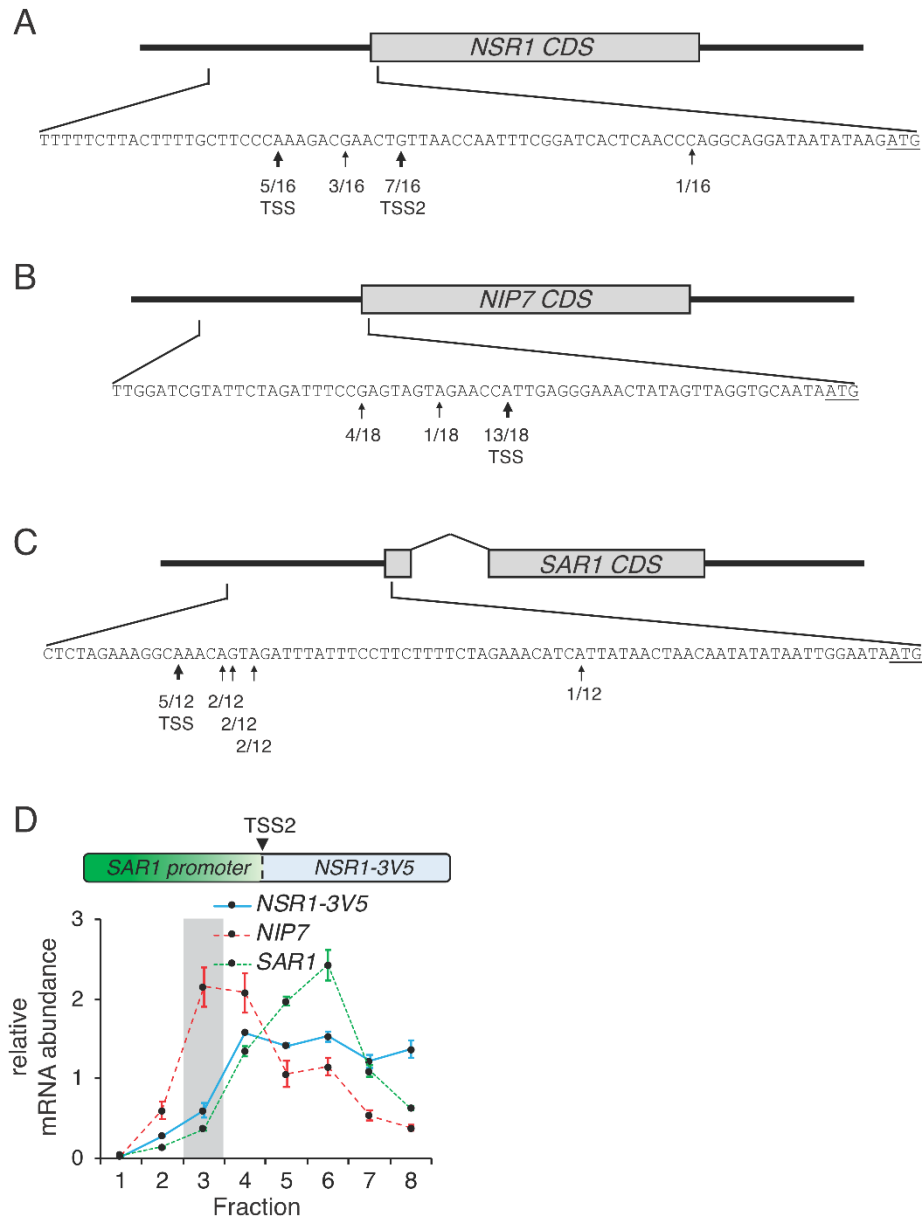 A
NSR1 CDS
TTTTTCTTACTTTTGCTTCCCAAAGACGAACTGTTAACCAATTTCGGATCACTCAACCCAGGCAGGATAATATAAGATG
5/16 3/16 7/16 1/16
TSS TSS2
B
NIP7 CDS
TTGGATCGTATTCTAGATTTCCGAGTAGTAGAACCATTGAGGGAAACTATAGTTAGGTGCAATAATG
4/18 1/18 13/18
TSS
C
SAR1 CDS
CTCTAGAAAGGCAAACAGTAGATTTATTTCCTTCTTTTCTAGAAACATCATTATAACTAACAATATATAATTGGAATAATG
5/12 2/12 1/12
TSS 2/12
2/12
D
TSS2
SAR1 promoter NSR1-3V5
NSR1-3V5
NIP7
SAR1
relative
mRNA abundance
3
2
1
0
1 2 3 4 5 6 7 8
Fraction